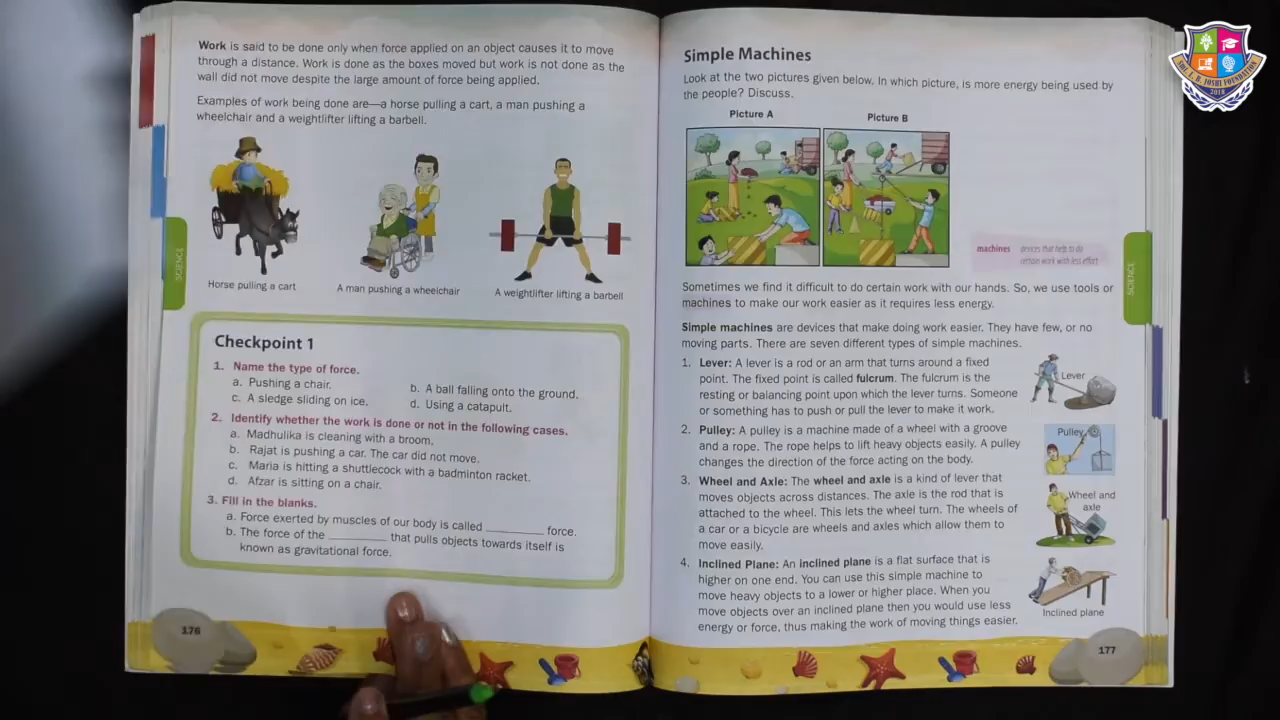 Work is said to be done only when force applied on an object causes it to move
through a distance. Work is done as the boxes moved but work is not done as the
wall did not move despite the large amount of force being applied.
Examples of work being done are—a horse pulling a cart, a man pushing a
wheelchair and a weightlifter lifting a barbell.
Horse pulling a cart
A man pushing a wheelchair
A weightlifter lifting a barbell
SCIENCE
Checkpoint 1
1. Name the type of force.
a. Pushing a chair.
b. A ball falling onto the ground.
c. A sledge sliding on ice.
d. Using a catapult.
2. Identify whether the work is done or not in the following cases.
a. Madhulika is cleaning with a broom.
b. Rajat is pushing a car. The car did not move.
c. Maria is hitting a shuttlecock with a badminton racket.
d. Afzar is sitting on a chair.
3. Fill in the blanks.
a. Force exerted by muscles of our body is called _________ force.
b. The force of the _________ that pulls objects towards itself is
known as gravitational force.
176
Simple Machines
Look at the two pictures given below. In which picture, is more energy being used by
the people? Discuss.
Picture A
Picture B
machines devices that help to do
certain work with less effort
Sometimes we find it difficult to do certain work with our hands. So, we use tools or
machines to make our work easier as it requires less energy.
Simple machines are devices that make doing work easier. They have few, or no
moving parts. There are seven different types of simple machines.
1. Lever: A lever is a rod or an arm that turns around a fixed
point. The fixed point is called fulcrum. The fulcrum is the
resting or balancing point upon which the lever turns. Someone
or something has to push or pull the lever to make it work.
Lever
2. Pulley: A pulley is a machine made of a wheel with a groove
and a rope. The rope helps to lift heavy objects easily. A pulley
changes the direction of the force acting on the body.
Pulley
3. Wheel and Axle: The wheel and axle is a kind of lever that
moves objects across distances. The axle is the rod that is
attached to the wheel. This lets the wheel turn. The wheels of
a car or a bicycle are wheels and axles which allow them to
move easily.
Wheel and
axle
4. Inclined Plane: An inclined plane is a flat surface that is
higher on one end. You can use this simple machine to
move heavy objects to a lower or higher place. When you
move objects over an inclined plane then you would use less
energy or force, thus making the work of moving things easier.
Inclined plane
SCIENCE
177
JOSHI FOUNDATION
2018